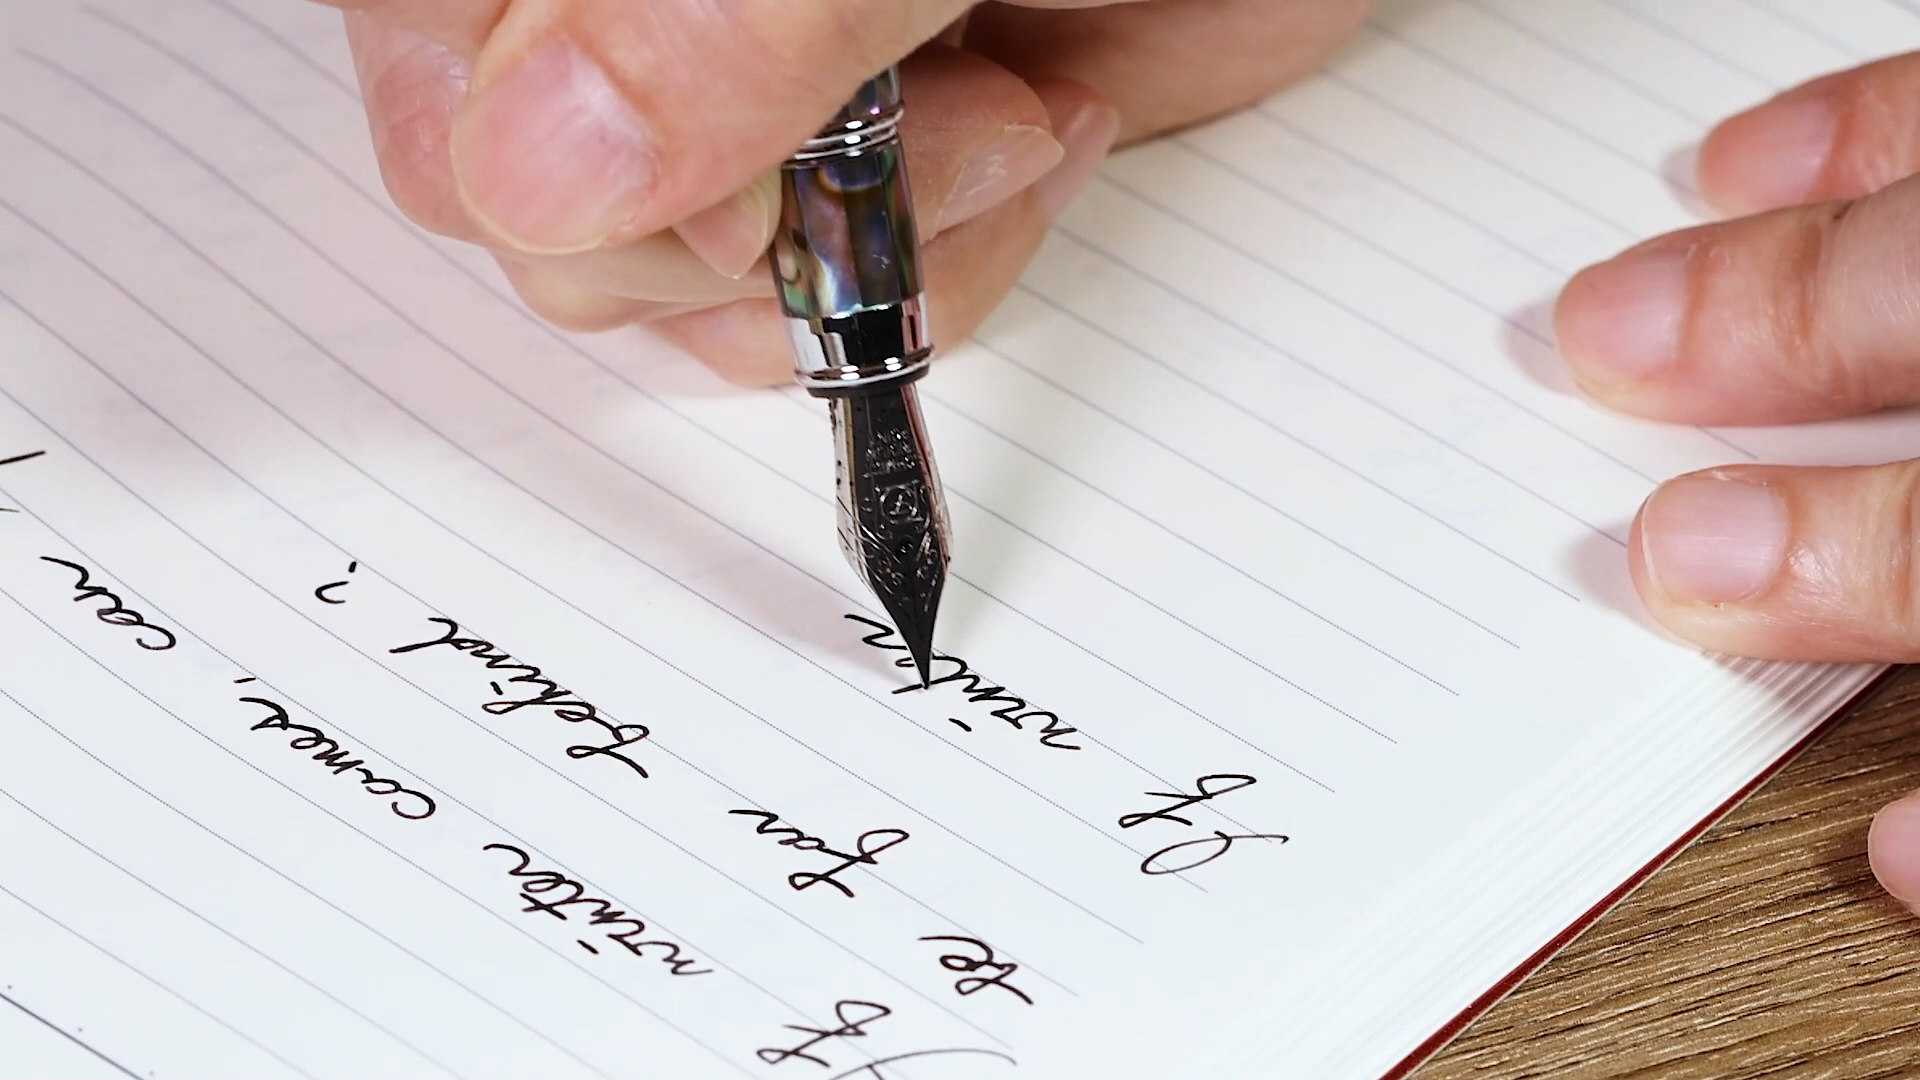 If winter comes, can
be far behind ?
If winter